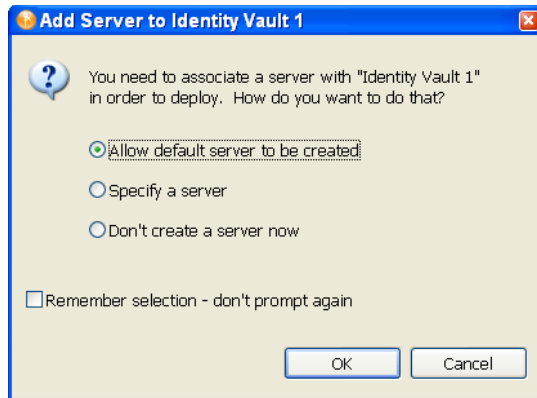 Add Server to Identity Vault 1
You need to associate a server with "Identity Vault 1"
in order to deploy. How do you want to do that?
Allow default server to be created
Specify a server
Don't create a server now
Remember selection - don't prompt again
OK
Cancel